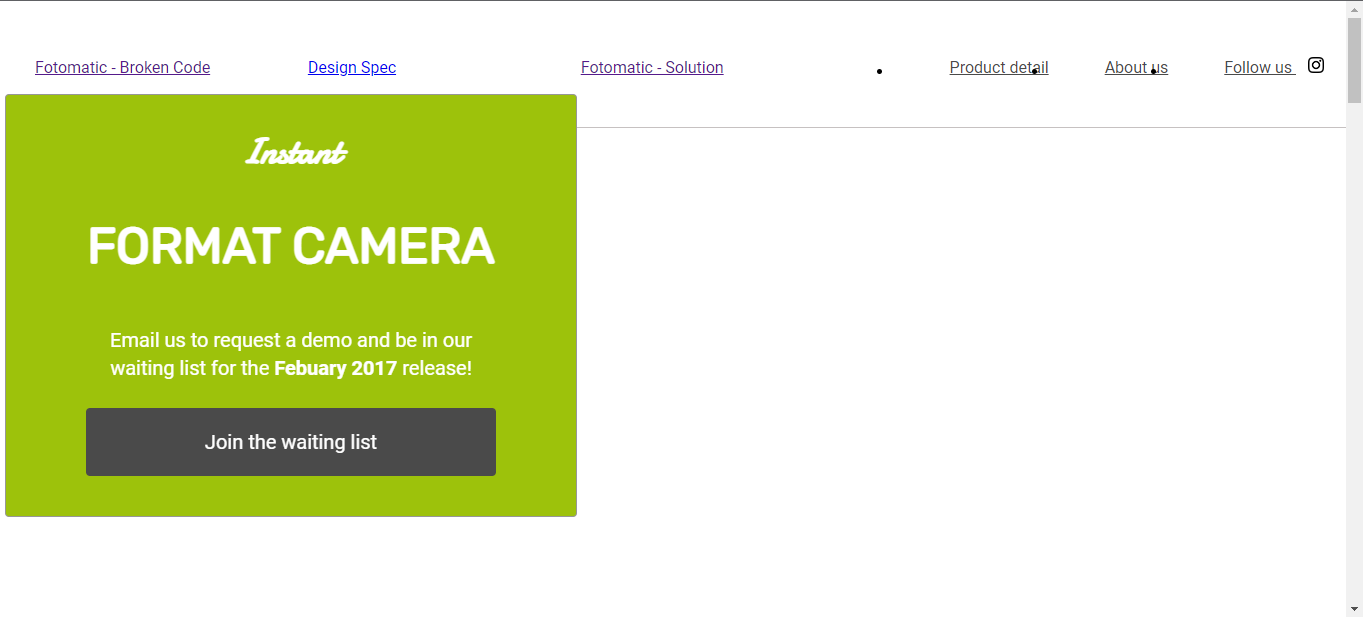 Fotomatic - Broken Code Design Spec Fotomatic - Solution Product detail About us Follow us
Instant
FORMAT CAMERA
Email us to request a demo and be in our
waiting list for the Febuary 2017 release!
Join the waiting list